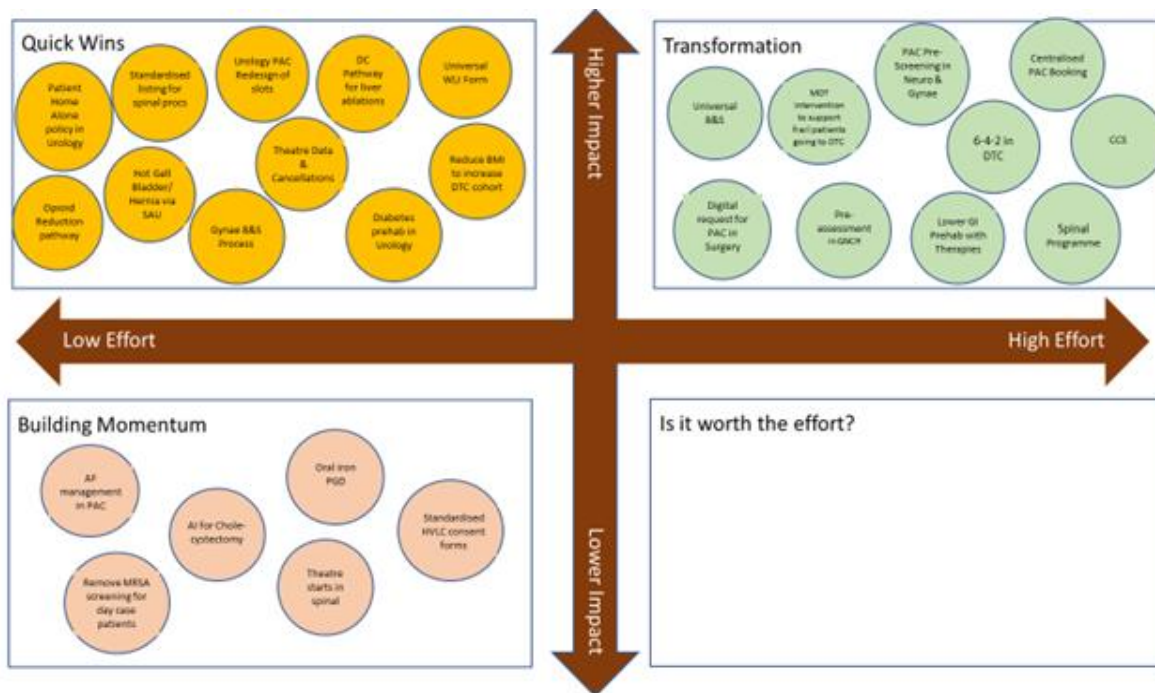 Quick Wins
Patient
Home
Alone
policy in
Urology
Standardised
listing for
spinal procs
Urology PAC
Redesign of
slots
DC
Pathway
for liver
ablations
Universal
WLI Form
Opioid
Reduction
pathway
Hot Gall
Bladder/
Hernia via
SAU
Theatre Data
&
Cancellations
Gynae B&S
Process
Diabetes
prehab in
Urology
Reduce BMI
to increase
DTC cohort
Higher Impact
Transformation
Universal
B&S
MDT
intervention
to support
frail patients
going to DTC
PAC Pre-
Screening in
Neuro &
Gynae
Centralised
PAC Booking
6-4-2 in
DTC
Digital
request for
PAC in
Surgery
Pre-
assessment
in GNCH
Lower GI
Prehab with
Therapies
Spinal
Programme
Low Effort
High Effort
Building Momentum
AF
management
in PAC
AI for Chole-
cystectomy
Oral iron
PGD
Standardised
HVLC consent
forms
Remove MRSA
screening for
day case
patients
Theatre
starts in
spinal
Lower Impact
Is it worth the effort?